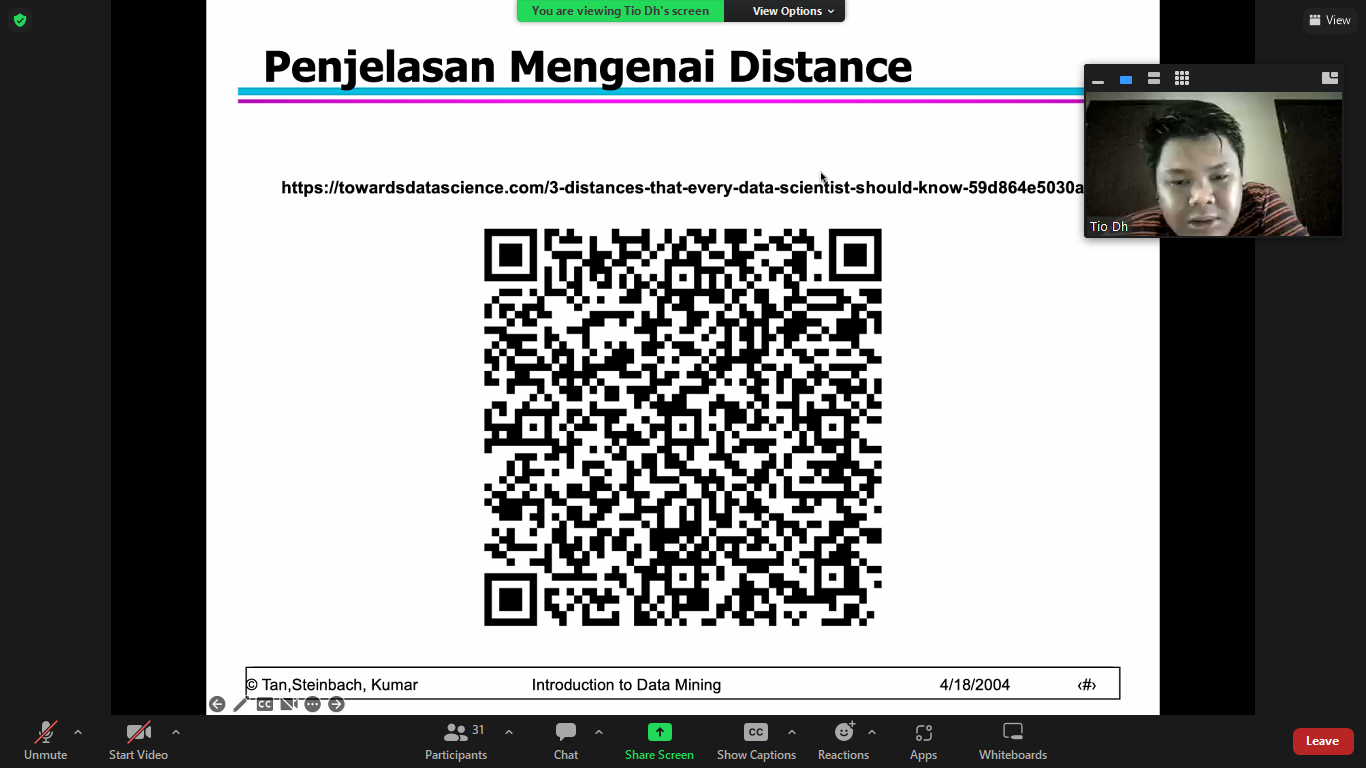 You are viewing Tio Dh's screen
View Options
View
Penjelasan Mengenai Distance
https://towardsdatascience.com/3-distances-that-every-data-scientist-should-know-59d864e5030a
Tio Dh
© Tan,Steinbach, Kumar
Introduction to Data Mining
4/18/2004
‹#›
CC
Unmute
Start Video
Participants
31
Chat
Share Screen
CC
Show Captions
Reactions
Apps
Whiteboards
Leave